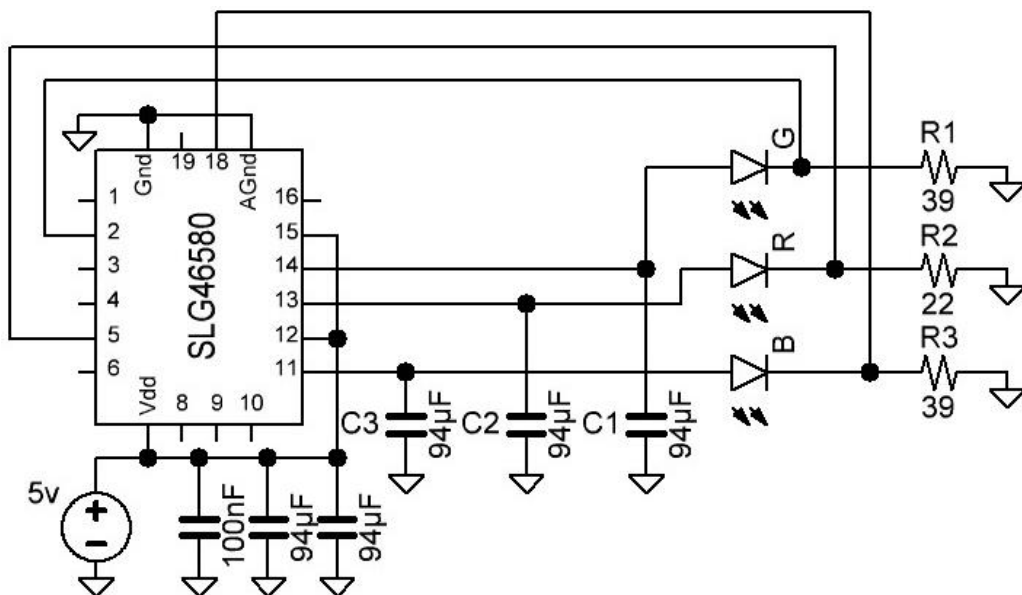 Gnd
19
18
AGnd
1
2
3
4
5
6
SLG46580
16
15
14
13
12
11
Vdd
8
9
10
5v
+
−
100nF
94µF
94µF
C3
94µF
C2
94µF
C1
94µF
G
R
B
R1
39
R2
22
R3
39